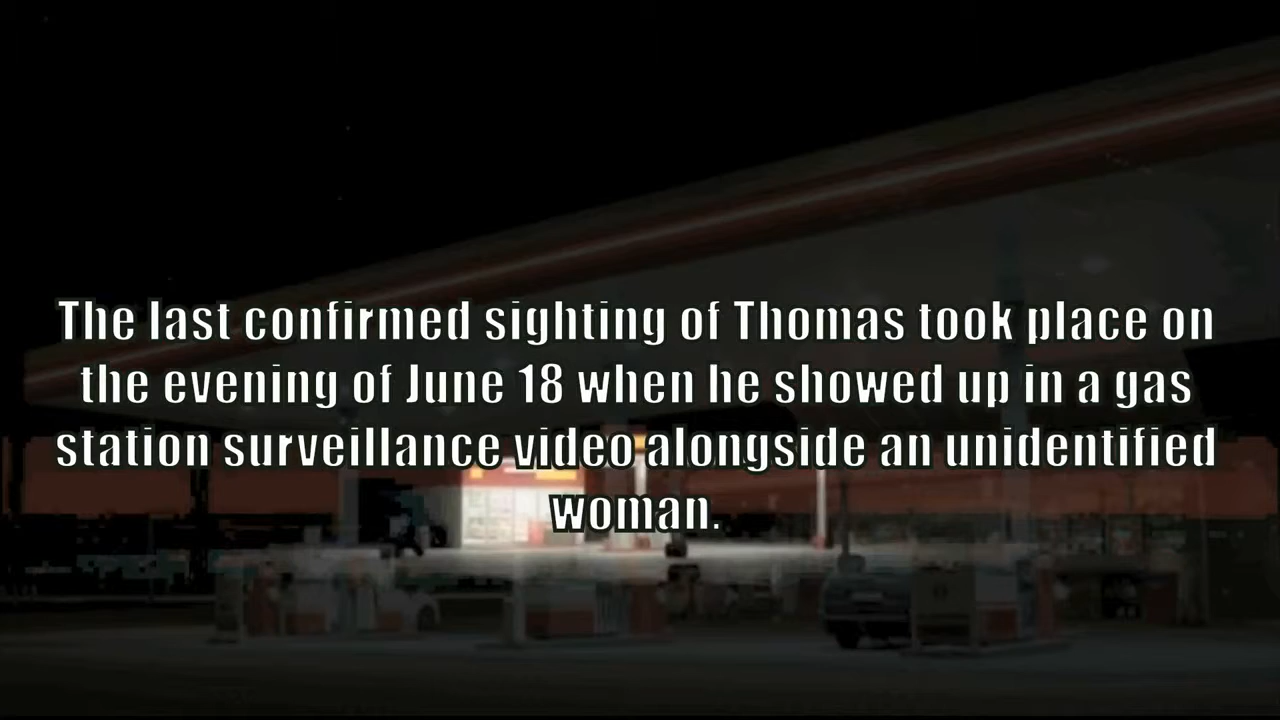 The last confirmed sighting of Thomas took place on
the evening of June 18 when he showed up in a gas
station surveillance video alongside an unidentified
woman.